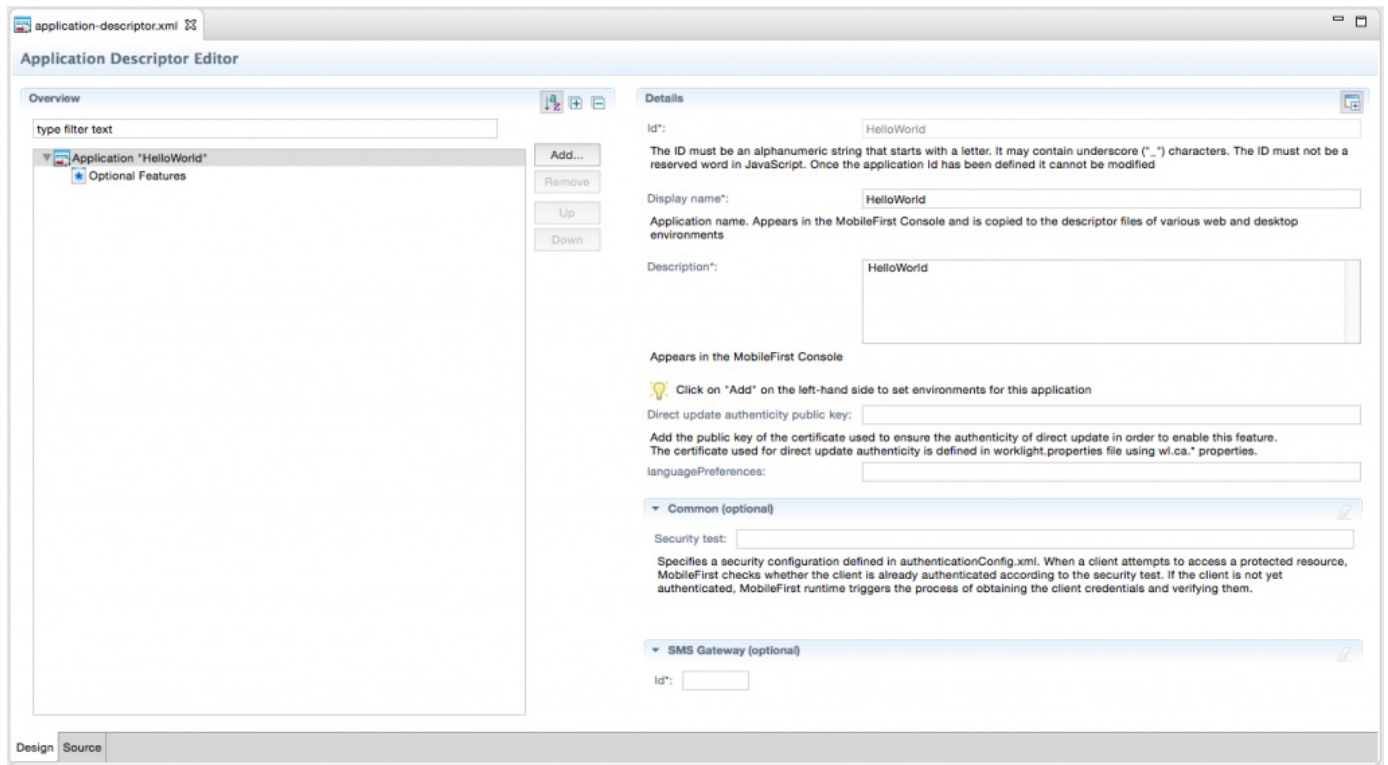 application-descriptor.xml
Application Descriptor Editor
Overview
type filter text
Application "HelloWorld"
Optional Features
Add...
Remove
Up
Down
Details
Id*:
HelloWorld
The ID must be an alphanumeric string that starts with a letter. It may contain underscore ("_") characters. The ID must not be a
reserved word in JavaScript. Once the application Id has been defined it cannot be modified
Display name*:
HelloWorld
Application name. Appears in the MobileFirst Console and is copied to the descriptor files of various web and desktop
environments
Description*:
HelloWorld
Appears in the MobileFirst Console
Click on "Add" on the left-hand side to set environments for this application
Direct update authenticity public key:
Add the public key of the certificate used to ensure the authenticity of direct update in order to enable this feature.
The certificate used for direct update authenticity is defined in worklight.properties file using wl.ca.* properties.
languagePreferences:
Common (optional)
Security test:
Specifies a security configuration defined in authenticationConfig.xml. When a client attempts to access a protected resource,
MobileFirst checks whether the client is already authenticated according to the security test. If the client is not yet
authenticated, MobileFirst runtime triggers the process of obtaining the client credentials and verifying them.
SMS Gateway (optional)
Id*:
Design Source